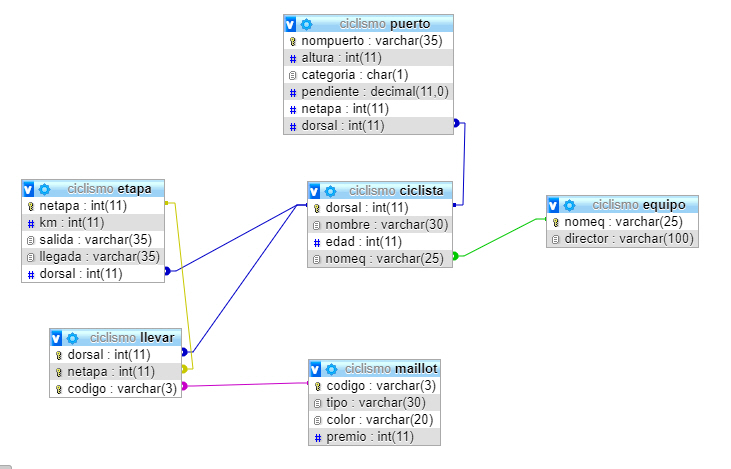 ciclismo puerto
nompuerto : varchar(35)
altura : int(11)
categoria : char(1)
pendiente : decimal(11,0)
netapa : int(11)
dorsal : int(11)
ciclismo etapa
netapa : int(11)
km : int(11)
salida : varchar(35)
llegada : varchar(35)
dorsal : int(11)
ciclismo ciclista
dorsal : int(11)
nombre : varchar(30)
edad : int(11)
nomeq : varchar(25)
ciclismo equipo
nomeq : varchar(25)
director : varchar(100)
ciclismo llevar
dorsal : int(11)
netapa : int(11)
codigo : varchar(3)
ciclismo maillot
codigo : varchar(3)
tipo : varchar(30)
color : varchar(20)
premio : int(11)